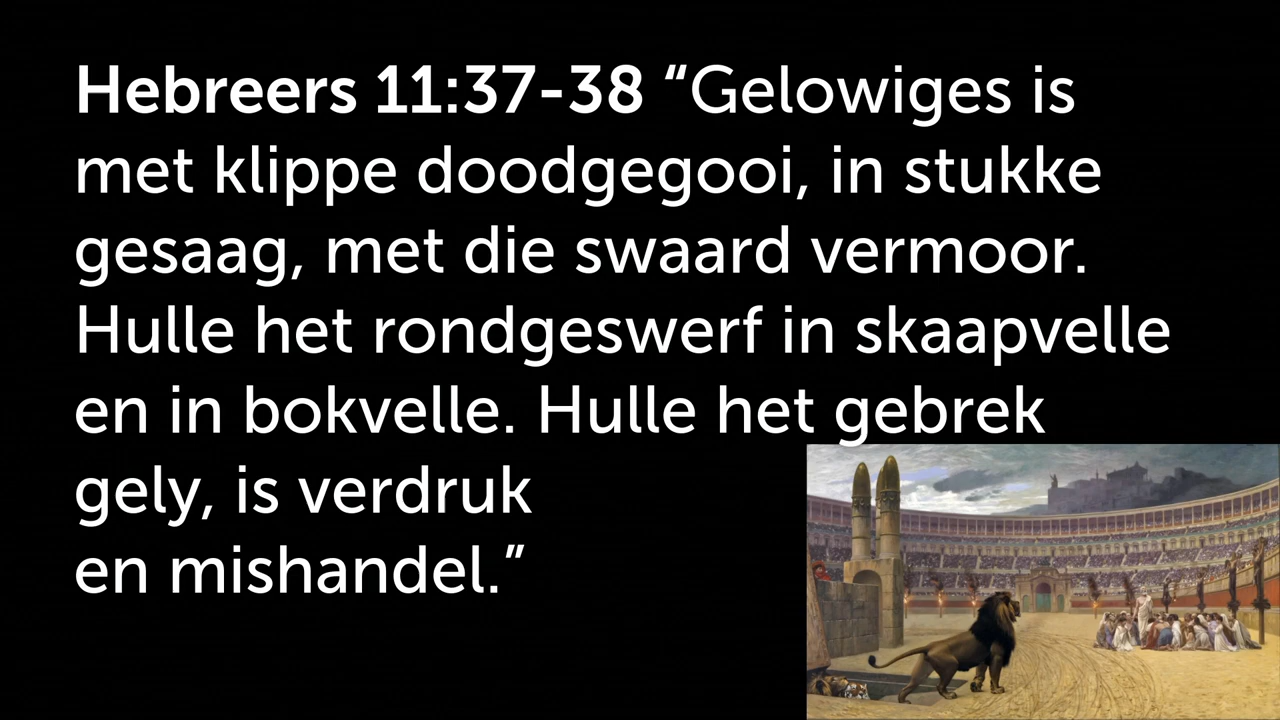 Hebreers 11:37-38 “Gelowiges is
met klippe doodgegooi, in stukke
gesaag, met die swaard vermoor.
Hulle het rondgeswerf in skaapvelle
en in bokvelle. Hulle het gebrek
gely, is verdruk
en mishandel.”